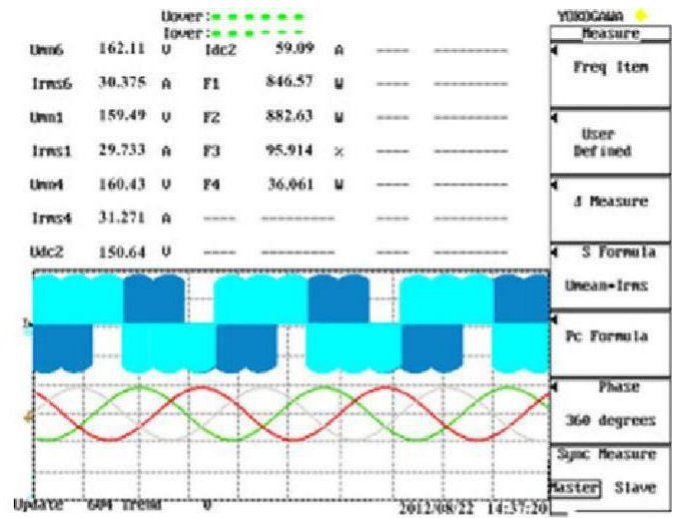 Uover:
YOKOGAWA
Iover:
Measure
Umn6 162.11 V Idc2 59.09 A ---- --------
Freq Item
Irms6 30.375 A F1 846.57 W ---- --------
Umn1 159.49 V F2 882.63 W ---- --------
User
Defined
Irms1 29.733 A F3 95.914 % ---- --------
Umn4 160.43 V F4 36.061 W ---- --------
Δ Measure
Irms4 31.271 A ---- -------- ---- --------
Udc2 150.64 V ---- -------- ---- --------
S Formula
Umean*Irms
Pc Formula
Phase
360 degrees
Sync Measure
Master Slave
Update 604 Trend 0 2012/08/22 14:37:20